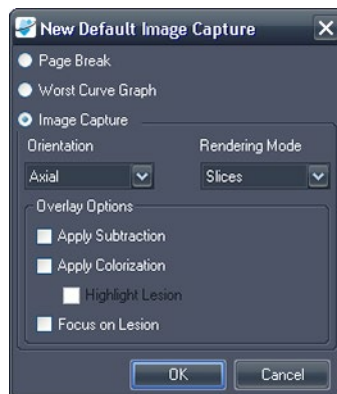 New Default Image Capture
Page Break
Worst Curve Graph
Image Capture
Orientation Rendering Mode
Axial Slices
Overlay Options
Apply Subtraction
Apply Colorization
Highlight Lesion
Focus on Lesion
OK Cancel